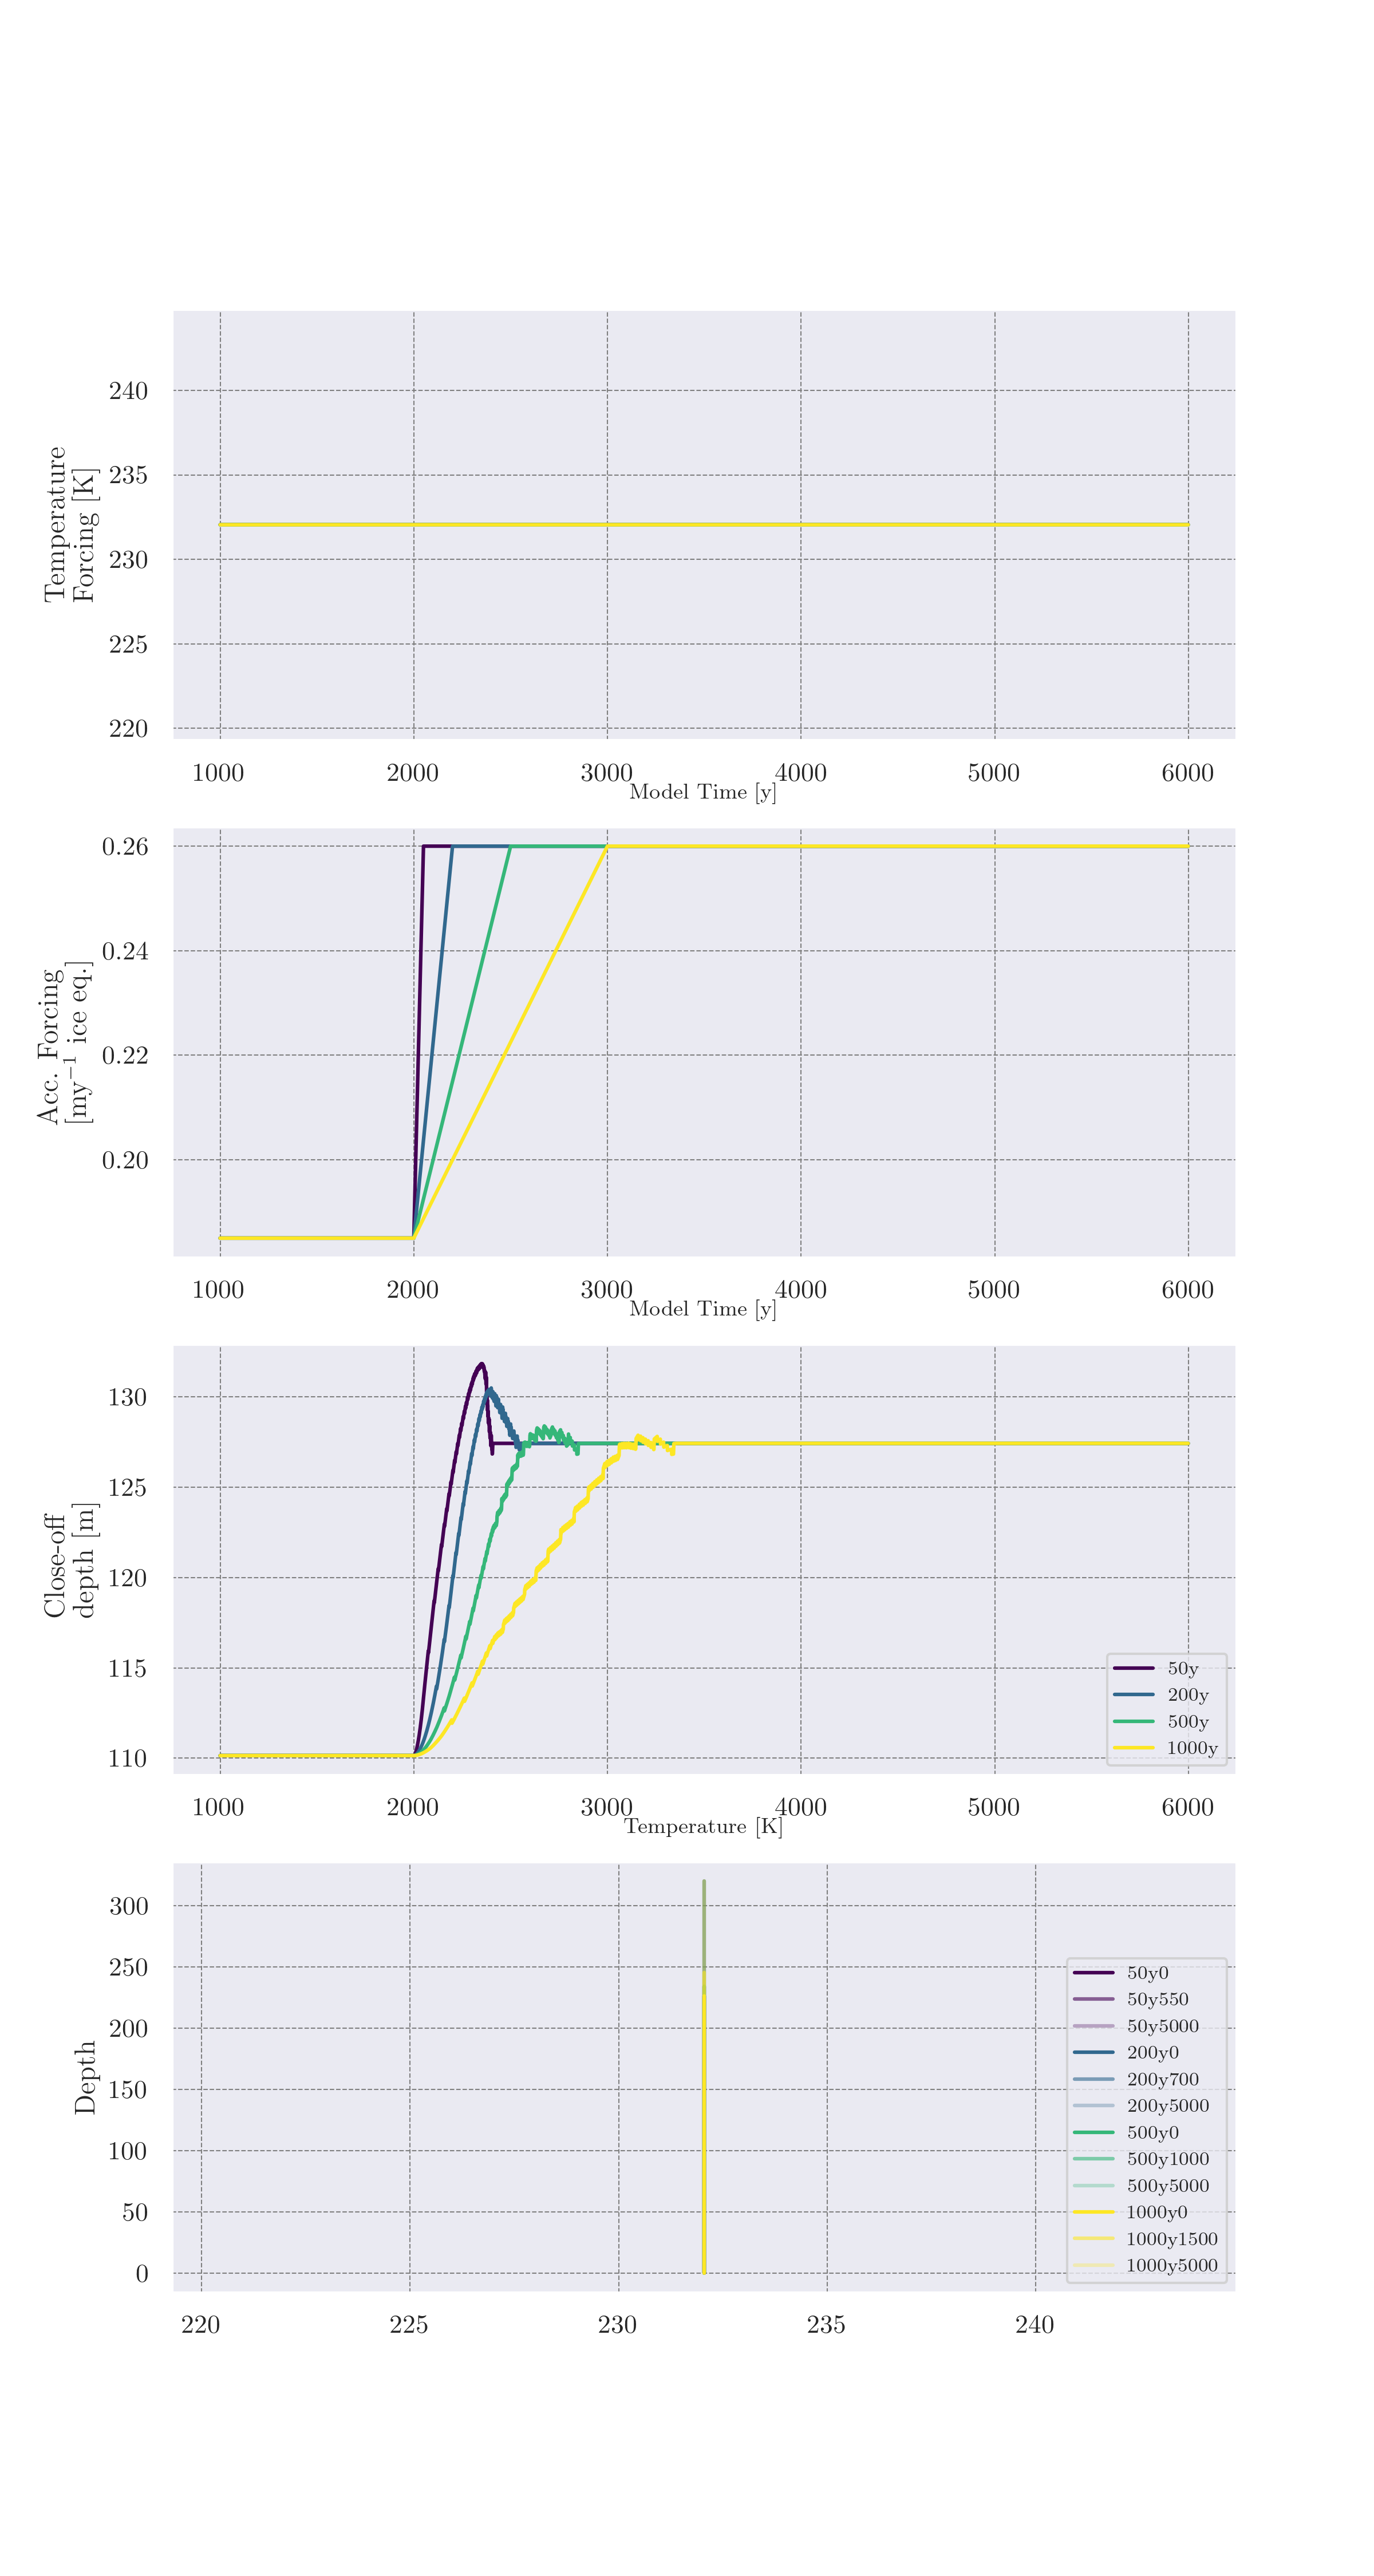 240
235
230
225
220
Temperature
Forcing [K]
1000 2000 3000 4000 5000 6000
Model Time [y]
0.26
0.24
0.22
0.20
Acc. Forcing
[my−1 ice eq.]
1000 2000 3000 4000 5000 6000
Model Time [y]
130
125
120
115
110
Close-off
depth [m]
50y
200y
500y
1000y
1000 2000 3000 4000 5000 6000
Temperature [K]
300
250
200
150
100
50
0
Depth
50y0
50y550
50y5000
200y0
200y700
200y5000
500y0
500y1000
500y5000
1000y0
1000y1500
1000y5000
220 225 230 235 240